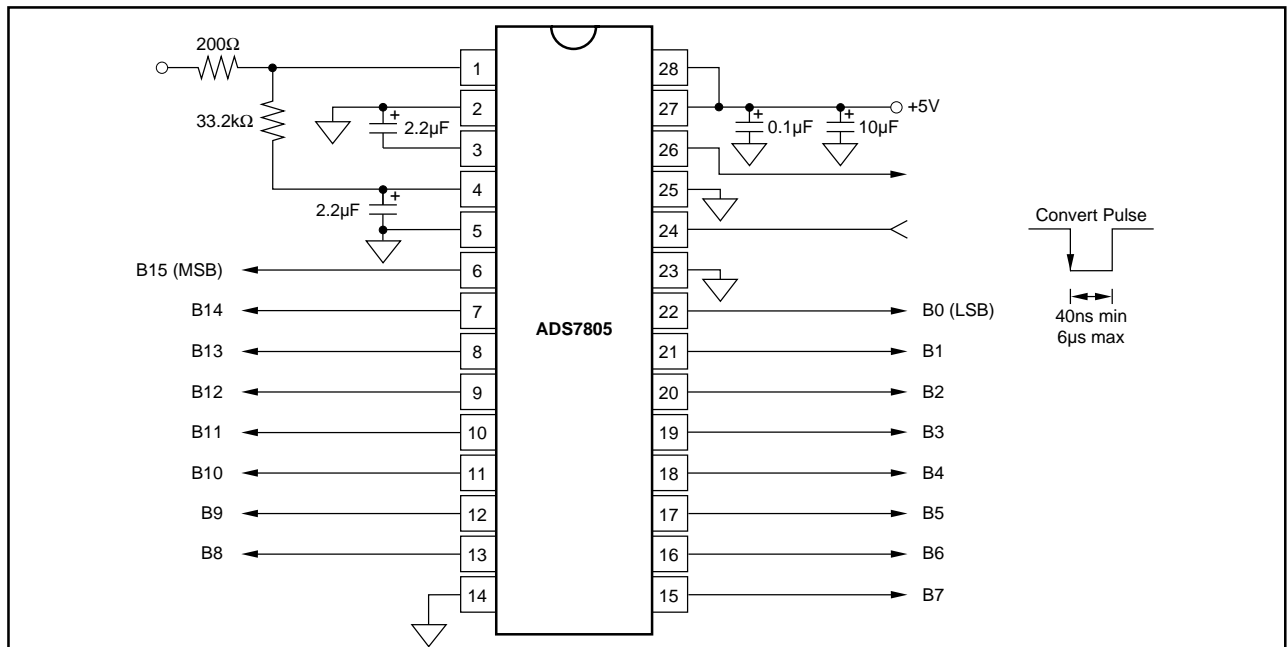 200Ω
33.2kΩ
+
2.2µF
+
2.2µF
1
2
3
4
5
6
7
8
9
10
11
12
13
14
B15 (MSB)
B14
B13
B12
B11
B10
B9
B8
ADS7805
28
27
26
25
24
23
22
21
20
19
18
17
16
15
+5V
+
0.1µF
+
10µF
B0 (LSB)
B1
B2
B3
B4
B5
B6
B7
Convert Pulse
40ns min
6µs max